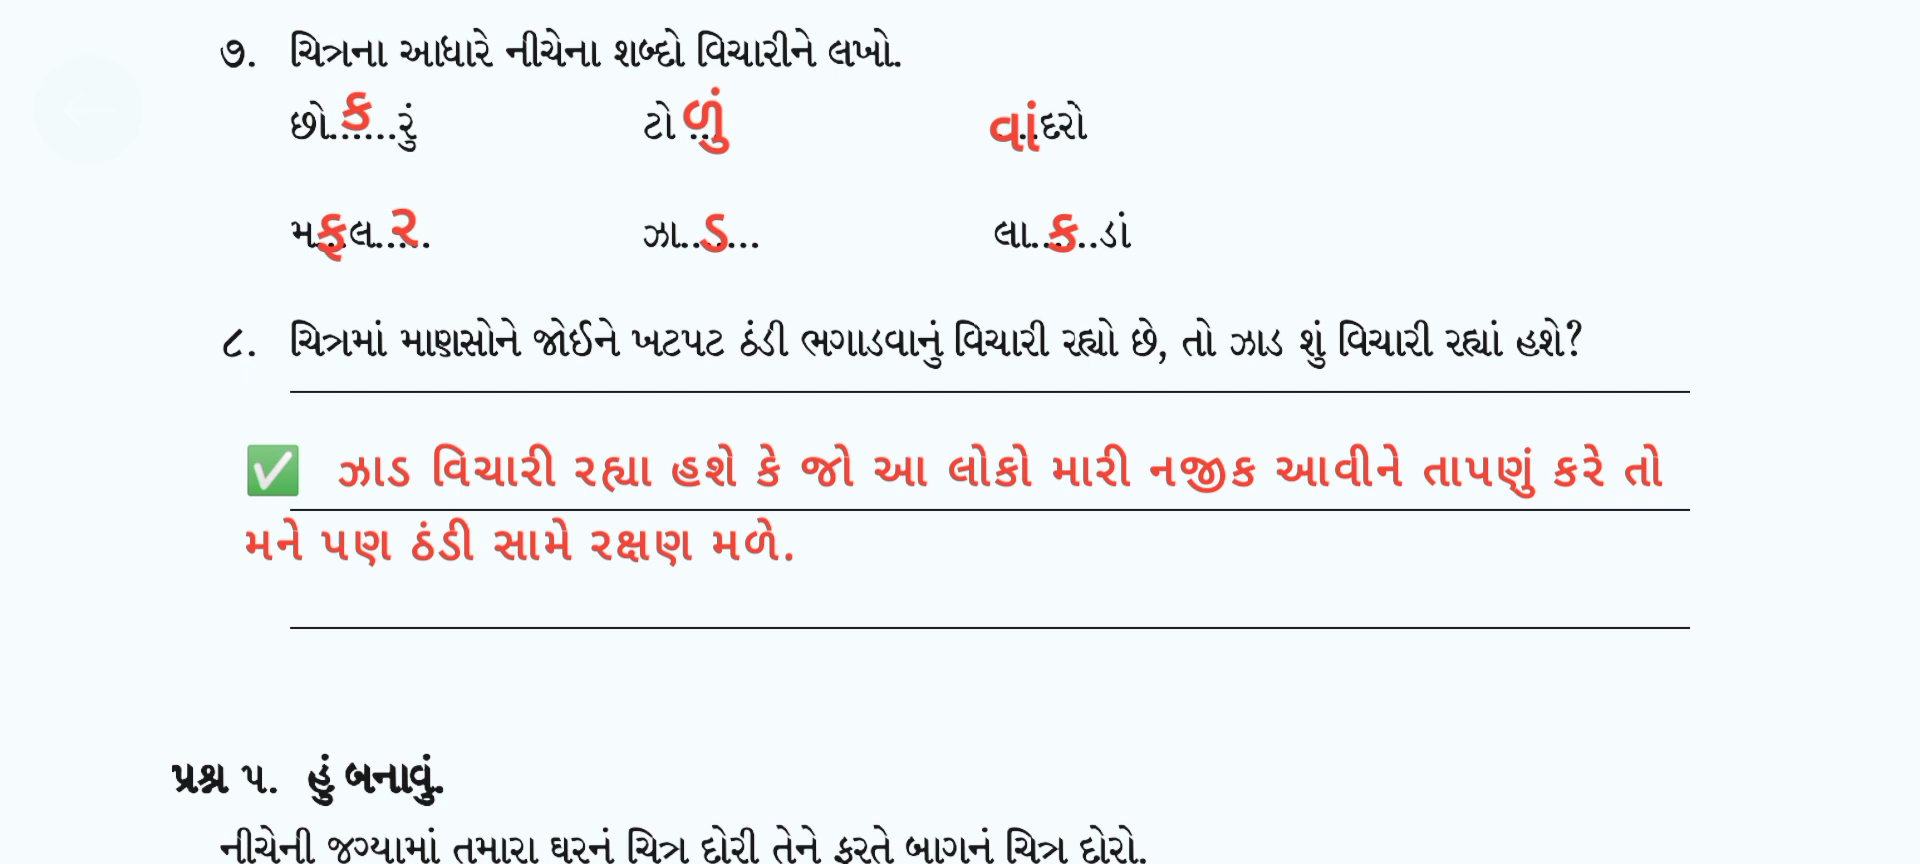 ૭. ચિત્રના આધારે નીચેના શબ્દો વિચારીને લખો.
છો..ક...રું ટો ળું વાં..દરો
મ..ફ.લ..ર... ઝા..ડ.... લા..ક...ડાં
૮. ચિત્રમાં માણસોને જોઈને ખટપટ ઠંડી ભગાડવાનું વિચારી રહ્યો છે, તો ઝાડ શું વિચારી રહ્યાં હશે?
✅ ઝાડ વિચારી રહ્યા હશે કે જો આ લોકો મારી નજીક આવીને તાપણું કરે તો
મને પણ ઠંડી સામે રક્ષણ મળે.
પ્રશ્ન ૫. હું બનાવું.
નીચેની જગ્યામાં તમારા ઘરનં ચિત્ર દોરી તેને ફરતે બાગનં ચિત્ર દોરો.